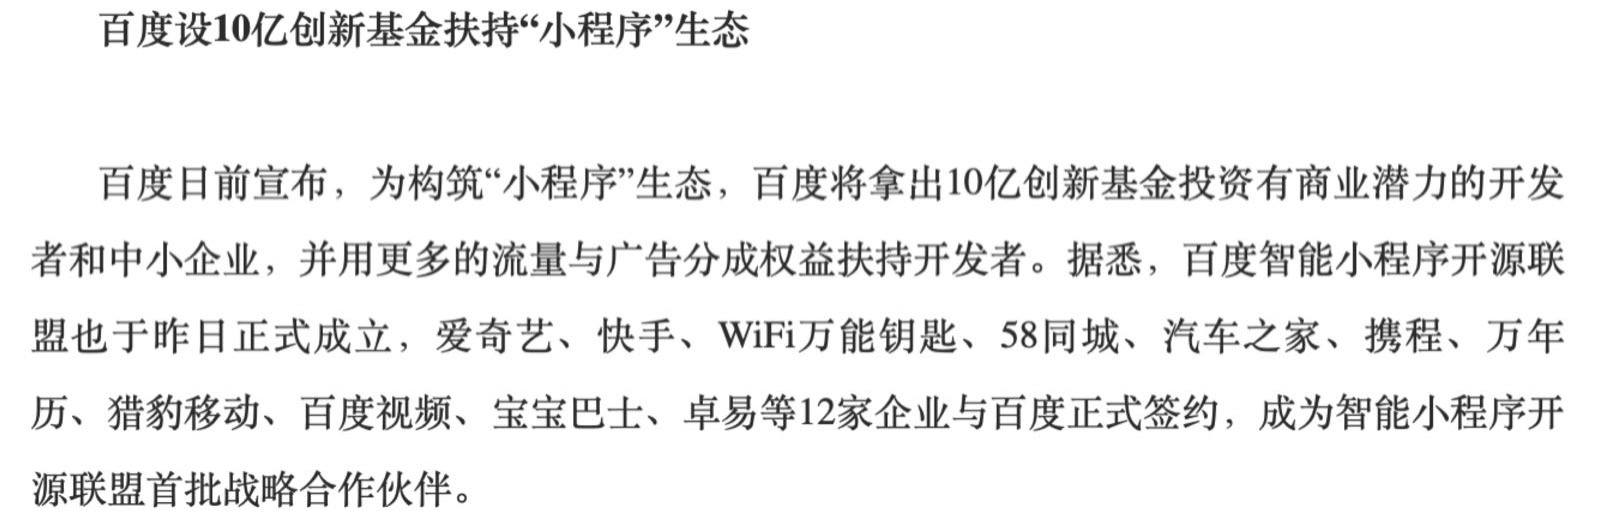 百度设10亿创新基金扶持“小程序”生态
百度日前宣布，为构筑“小程序”生态，百度将拿出10亿创新基金投资有商业潜力的开发
者和中小企业，并用更多的流量与广告分成权益扶持开发者。据悉，百度智能小程序开源联
盟也于昨日正式成立，爱奇艺、快手、WiFi万能钥匙、58同城、汽车之家、携程、万年
历、猎豹移动、百度视频、宝宝巴士、卓易等12家企业与百度正式签约，成为智能小程序开
源联盟首批战略合作伙伴。